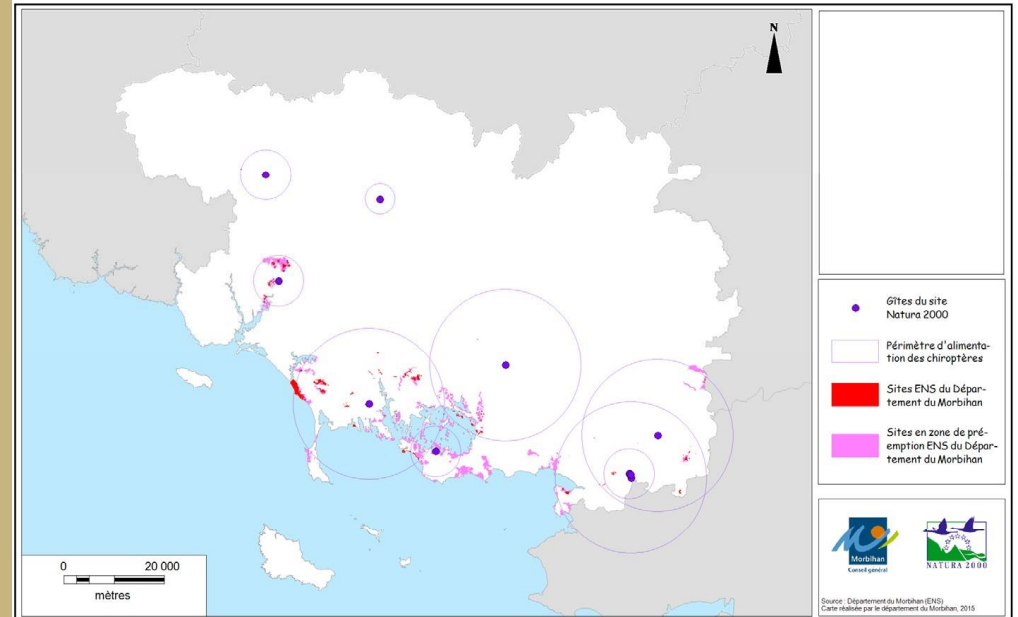 N
Gîtes du site
Natura 2000
Périmètre d'alimenta-
tion des chiroptères
Sites ENS du Dépar-
tement du Morbihan
Sites en zone de pré-
emption ENS du Dépar-
tement du Morbihan
0 20 000
mètres
Morbihan
Conseil général
NATURA 2000
Source : Département du Morbihan (ENS)
Carte réalisée par le département du Morbihan, 2015